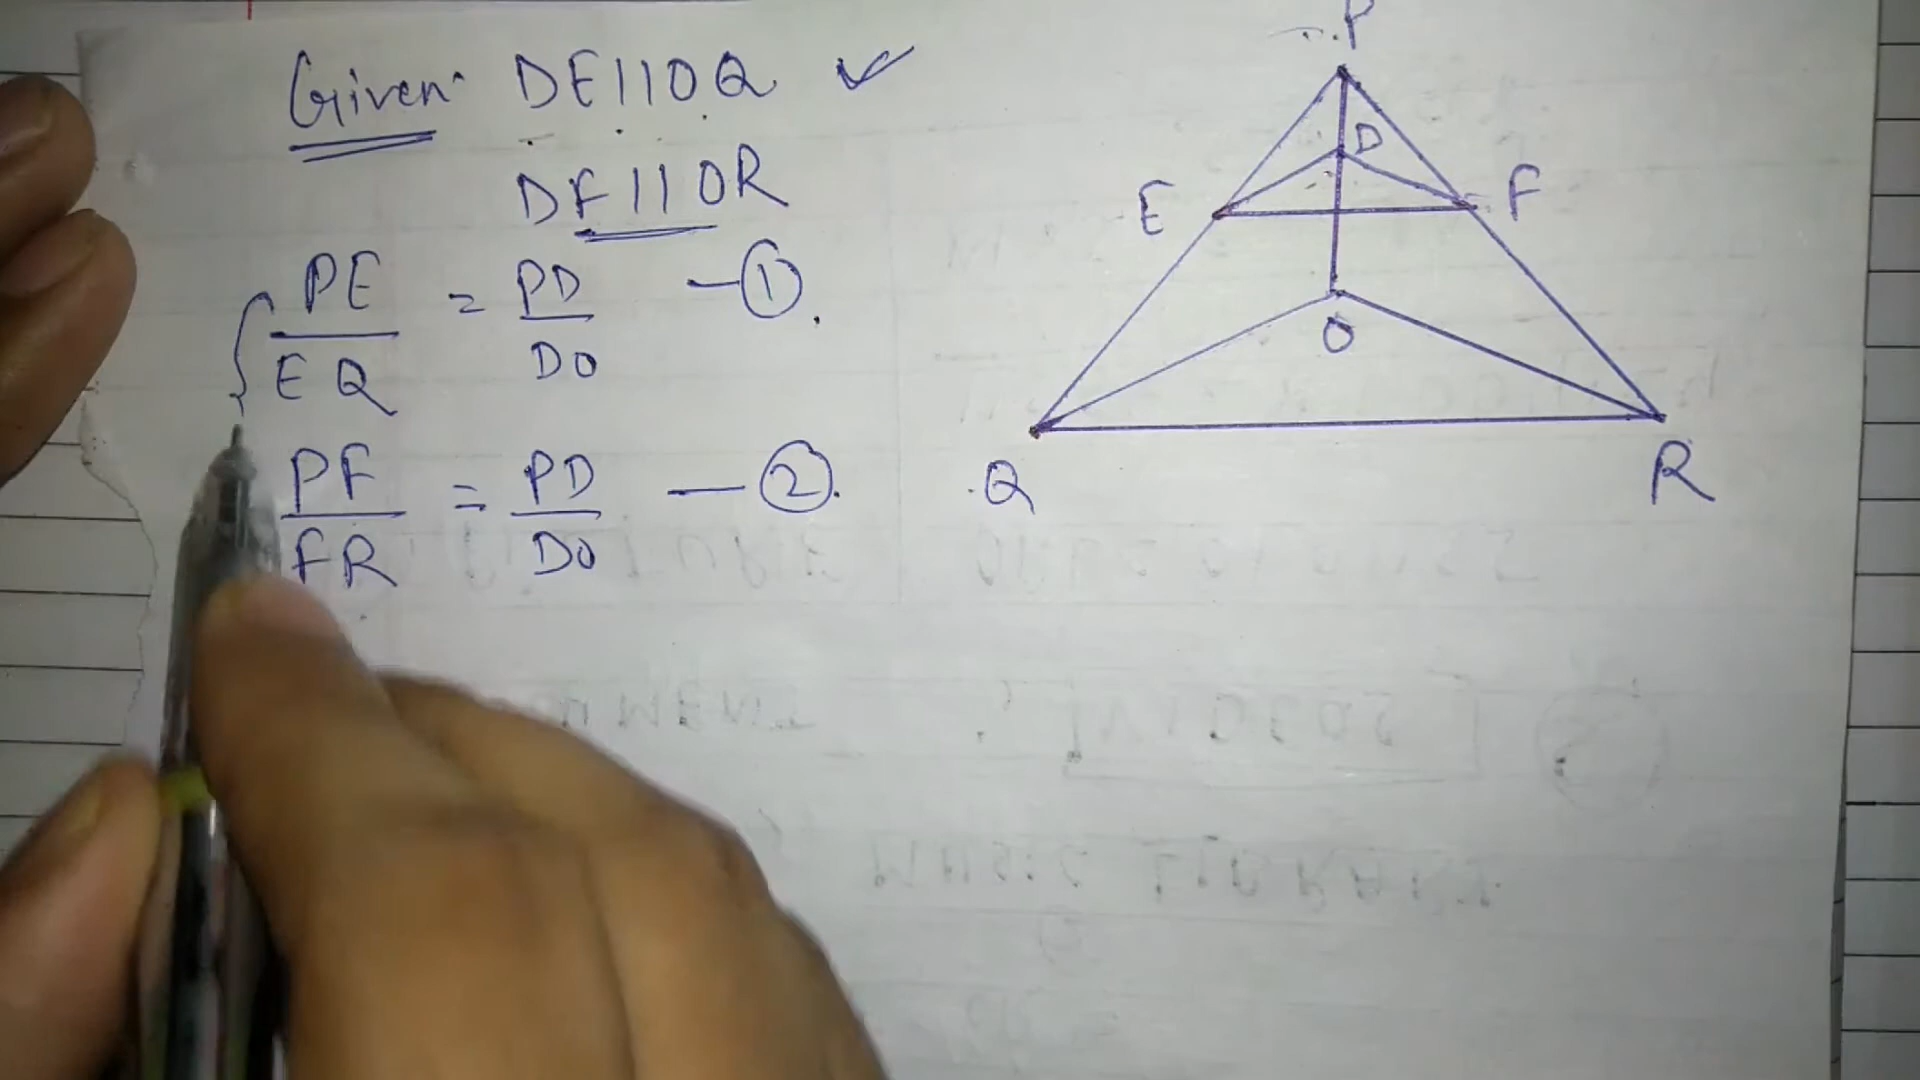 Given: DE || OQ ✓
DF || OR
PE/EQ = PD/DO — ①
PF/FR = PD/DO — ②
P
D
E
F
O
Q
R